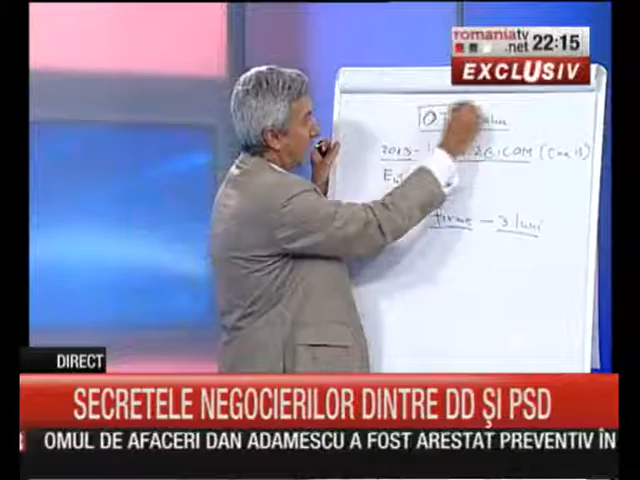 romaniatv
.net 22:15
EXCLUSIV
2013
firme - 3 luni
DIRECT
SECRETELE NEGOCIERILOR DINTRE DD ȘI PSD
OMUL DE AFACERI DAN ADAMESCU A FOST ARESTAT PREVENTIV ÎN